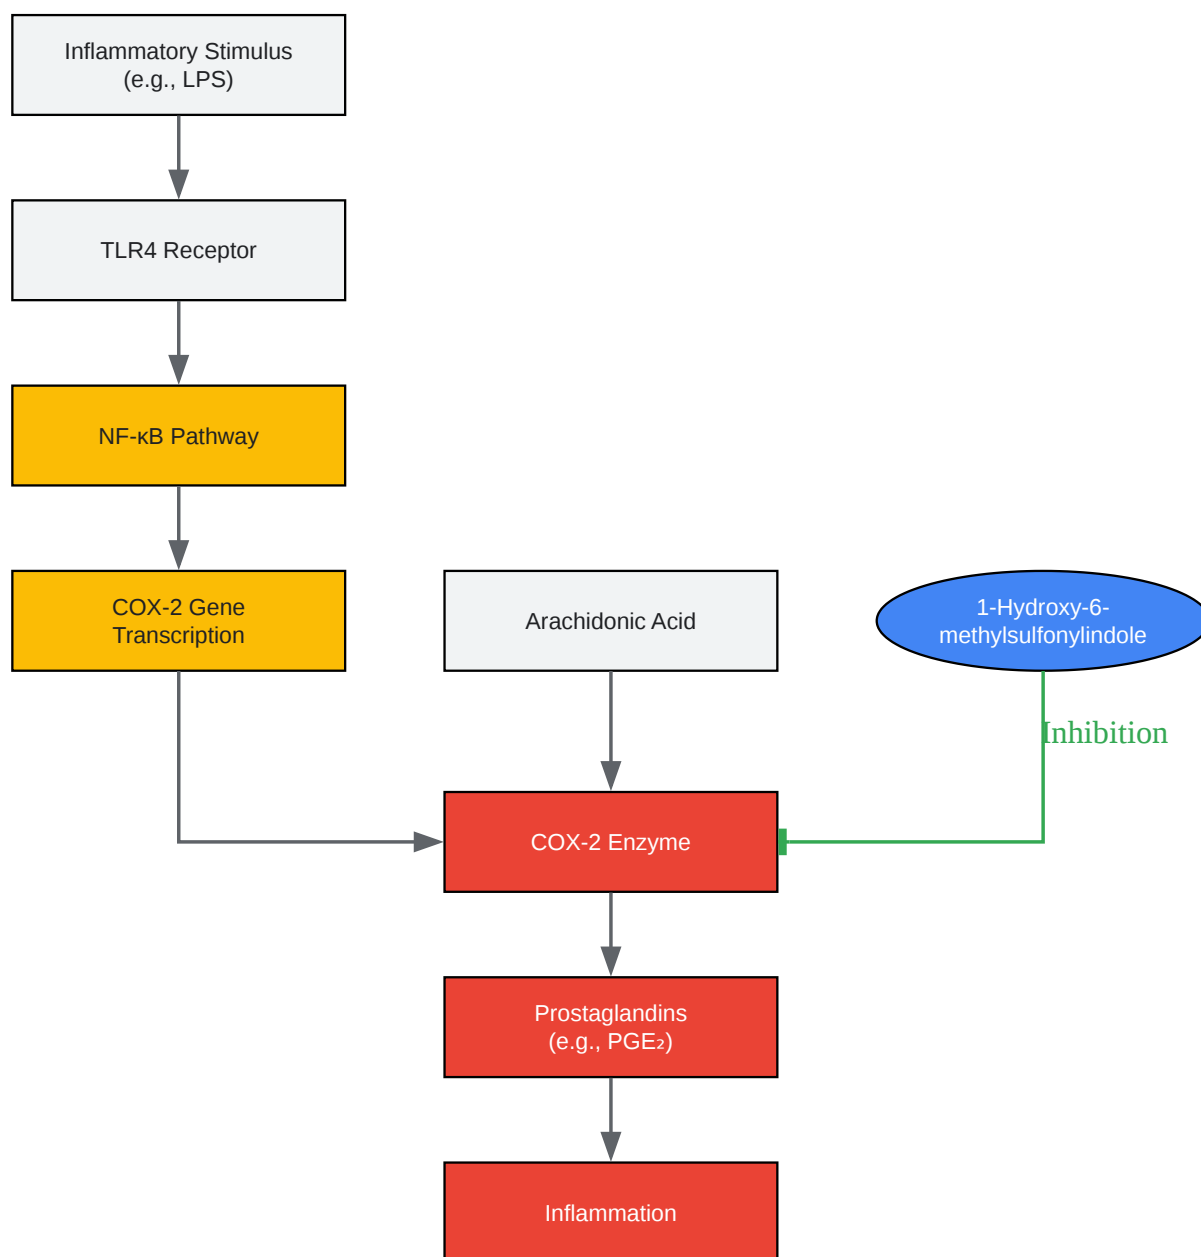 Inflammatory Stimulus
(e.g., LPS)
TLR4 Receptor
NF-κB Pathway
COX-2 Gene
Transcription
Arachidonic Acid
1-Hydroxy-6-
methylsulfonylindole
Inhibition
COX-2 Enzyme
Prostaglandins
(e.g., PGE₂)
Inflammation